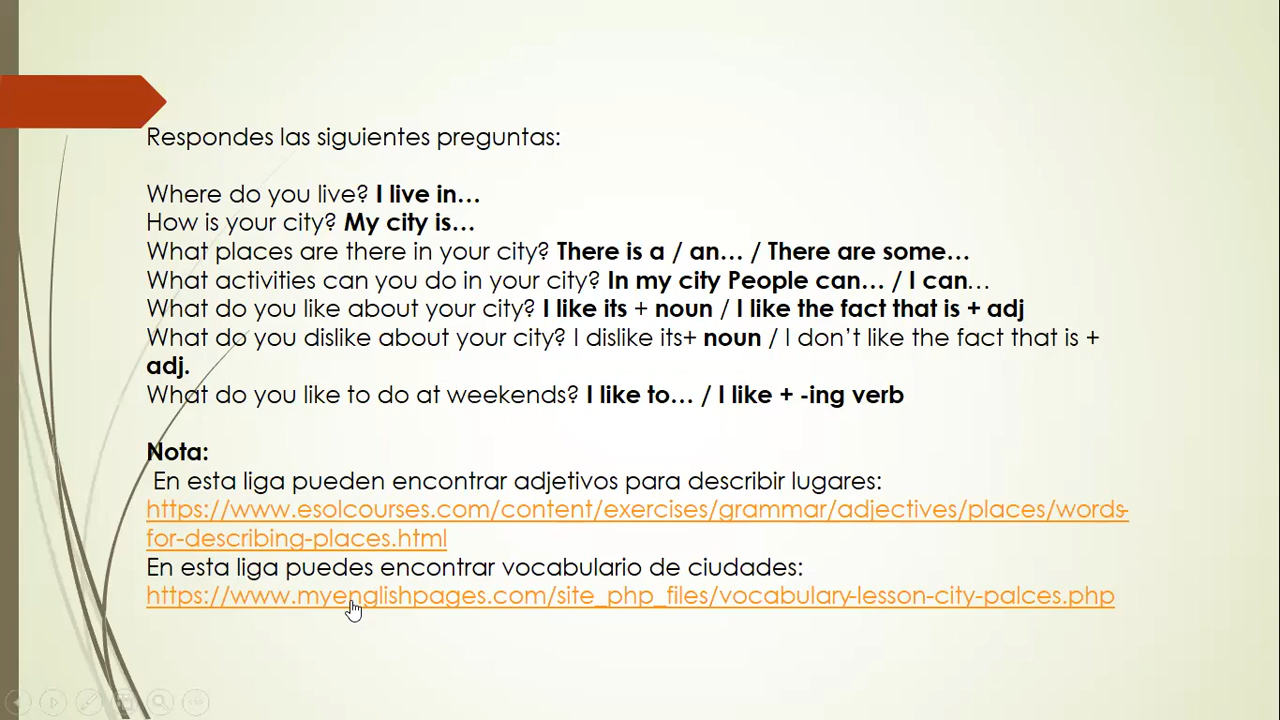 Respondes las siguientes preguntas:
Where do you live? I live in…
How is your city? My city is…
What places are there in your city? There is a / an… / There are some…
What activities can you do in your city? In my city People can… / I can…
What do you like about your city? I like its + noun / I like the fact that is + adj
What do you dislike about your city? I dislike its+ noun / I don’t like the fact that is +
adj.
What do you like to do at weekends? I like to… / I like + -ing verb
Nota:
En esta liga pueden encontrar adjetivos para describir lugares:
https://www.esolcourses.com/content/exercises/grammar/adjectives/places/words-
for-describing-places.html
En esta liga puedes encontrar vocabulario de ciudades:
https://www.myenglishpages.com/site_php_files/vocabulary-lesson-city-palces.php